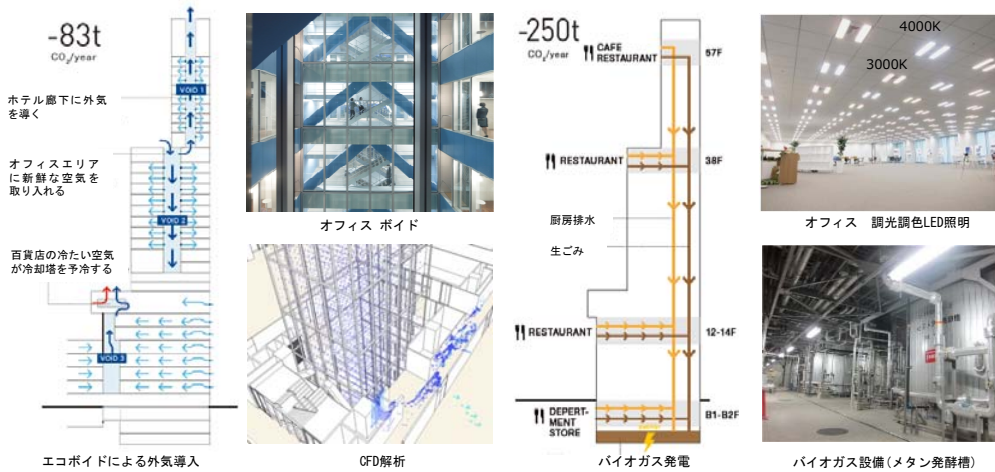 -83t
CO₂/year
ホテル廊下に外気
を導く
オフィスエリア
に新鮮な空気を
取り入れる
百貨店の冷たい空気
が冷却塔を予冷する
VOID 1
VOID 2
VOID 3
エコボイドによる外気導入
オフィス ボイド
CFD解析
-250t
CO₂/year
CAFE
RESTAURANT
57F
RESTAURANT
38F
厨房排水
生ごみ
RESTAURANT
12-14F
DEPERT-
MENT
STORE
B1-B2F
バイオガス発電
4000K
3000K
オフィス 調光調色LED照明
バイオガス設備(メタン発酵槽)